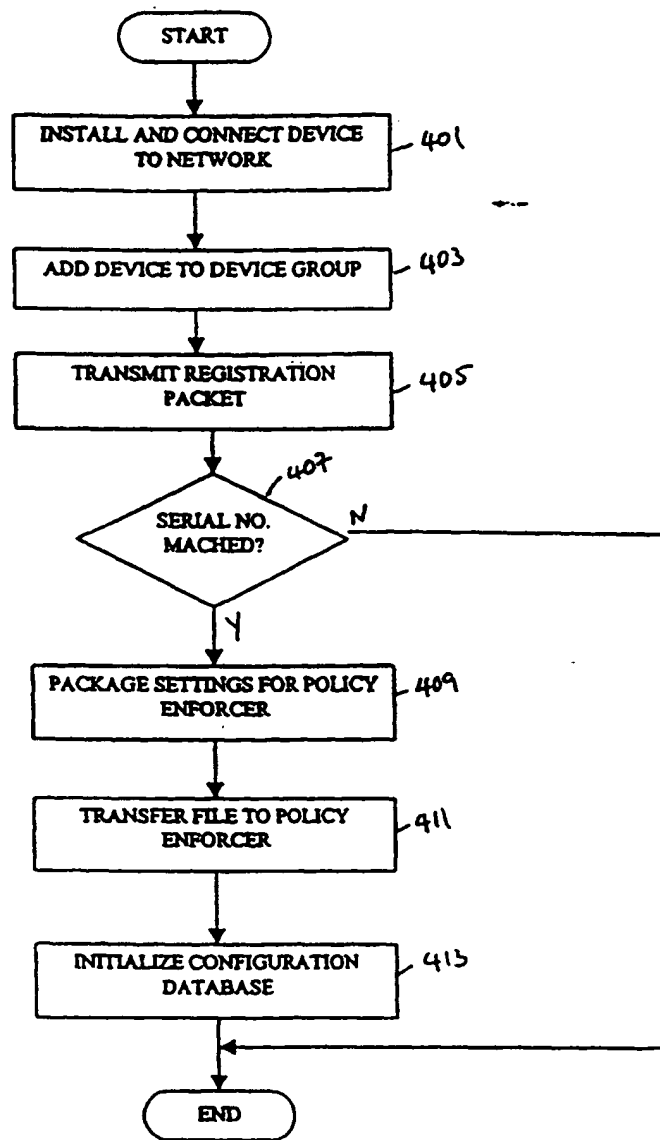 START
INSTALL AND CONNECT DEVICE
TO NETWORK
401
ADD DEVICE TO DEVICE GROUP
403
TRANSMIT REGISTRATION
PACKET
405
407
SERIAL NO.
MACHED?
N
Y
PACKAGE SETTINGS FOR POLICY
ENFORCER
409
TRANSFER FILE TO POLICY
ENFORCER
411
INITIALIZE CONFIGURATION
DATABASE
413
END